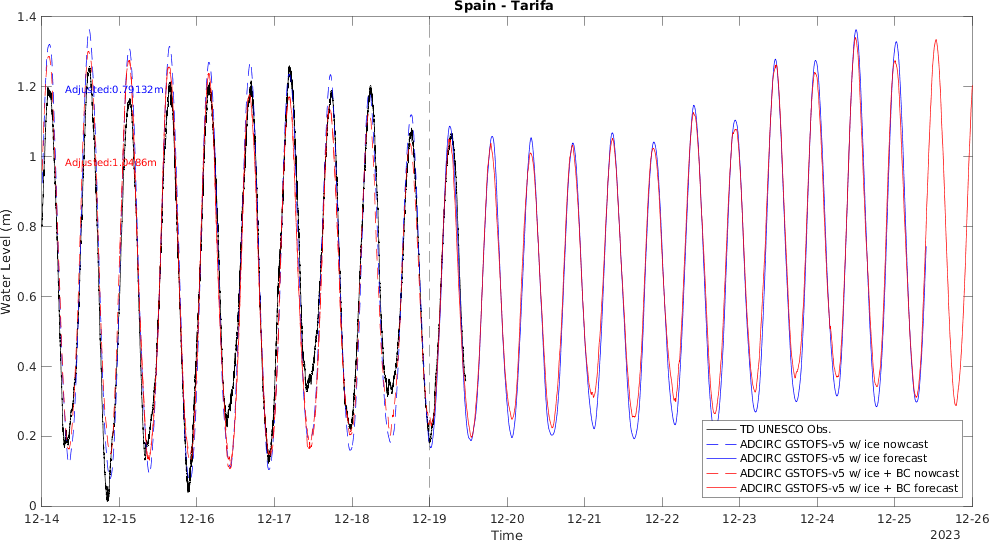 Spain - Tarifa
1.4
1.2
1
0.8
0.6
0.4
0.2
0
Water Level (m)
Adjusted:0.79132m
Adjusted:1.0486m
TD UNESCO Obs.
ADCIRC GSTOFS-v5 w/ ice nowcast
ADCIRC GSTOFS-v5 w/ ice forecast
ADCIRC GSTOFS-v5 w/ ice + BC nowcast
ADCIRC GSTOFS-v5 w/ ice + BC forecast
12-14 12-15 12-16 12-17 12-18 12-19 12-20 12-21 12-22 12-23 12-24 12-25 12-26
Time
2023